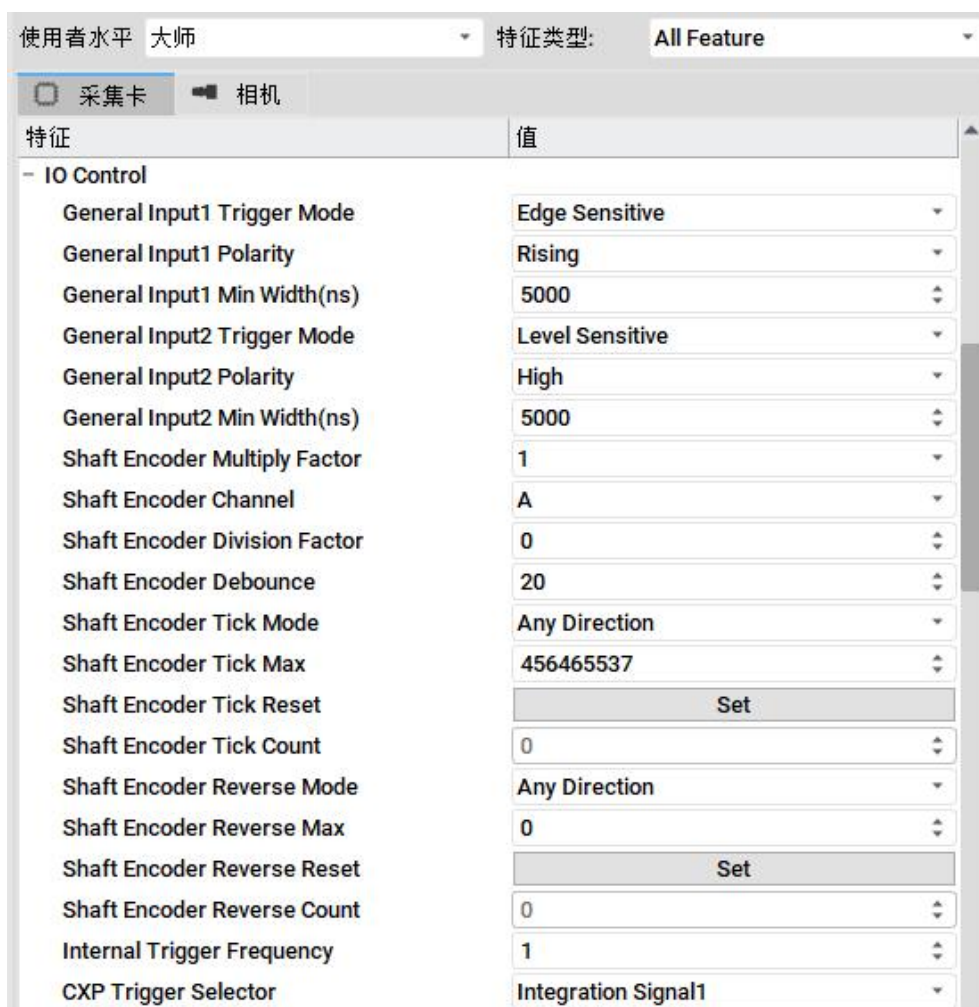 使用者水平 大师 特征类型: All Feature
采集卡 相机
特征 值
− IO Control
General Input1 Trigger Mode Edge Sensitive
General Input1 Polarity Rising
General Input1 Min Width(ns) 5000
General Input2 Trigger Mode Level Sensitive
General Input2 Polarity High
General Input2 Min Width(ns) 5000
Shaft Encoder Multiply Factor 1
Shaft Encoder Channel A
Shaft Encoder Division Factor 0
Shaft Encoder Debounce 20
Shaft Encoder Tick Mode Any Direction
Shaft Encoder Tick Max 456465537
Shaft Encoder Tick Reset Set
Shaft Encoder Tick Count 0
Shaft Encoder Reverse Mode Any Direction
Shaft Encoder Reverse Max 0
Shaft Encoder Reverse Reset Set
Shaft Encoder Reverse Count 0
Internal Trigger Frequency 1
CXP Trigger Selector Integration Signal1